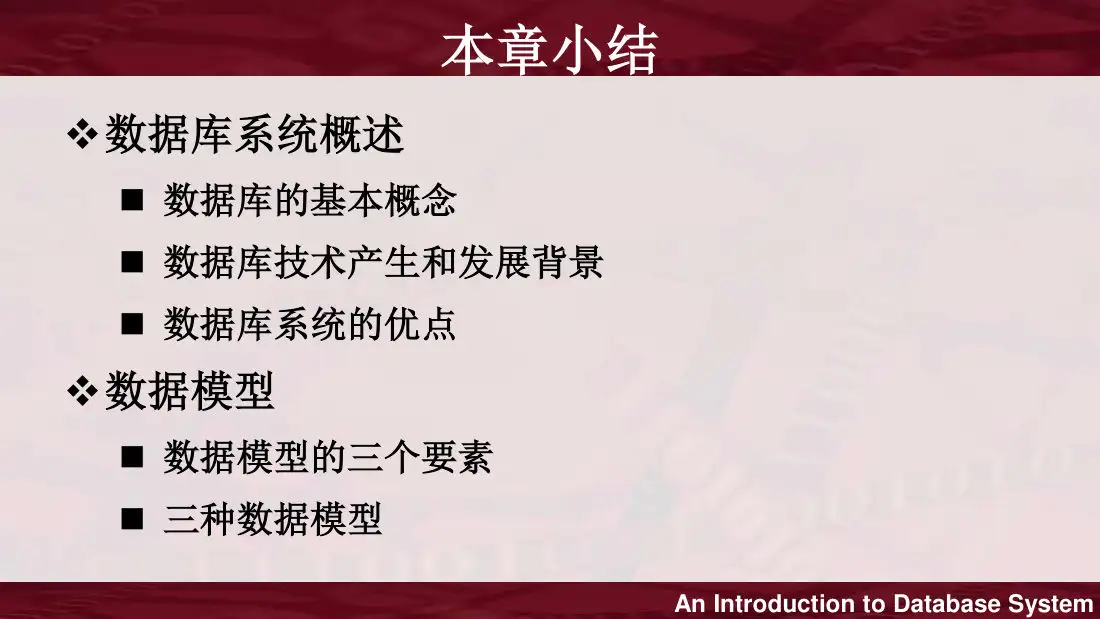 本章小结
❖数据库系统概述
■ 数据库的基本概念
■ 数据库技术产生和发展背景
■ 数据库系统的优点
❖数据模型
■ 数据模型的三个要素
■ 三种数据模型
An Introduction to Database System